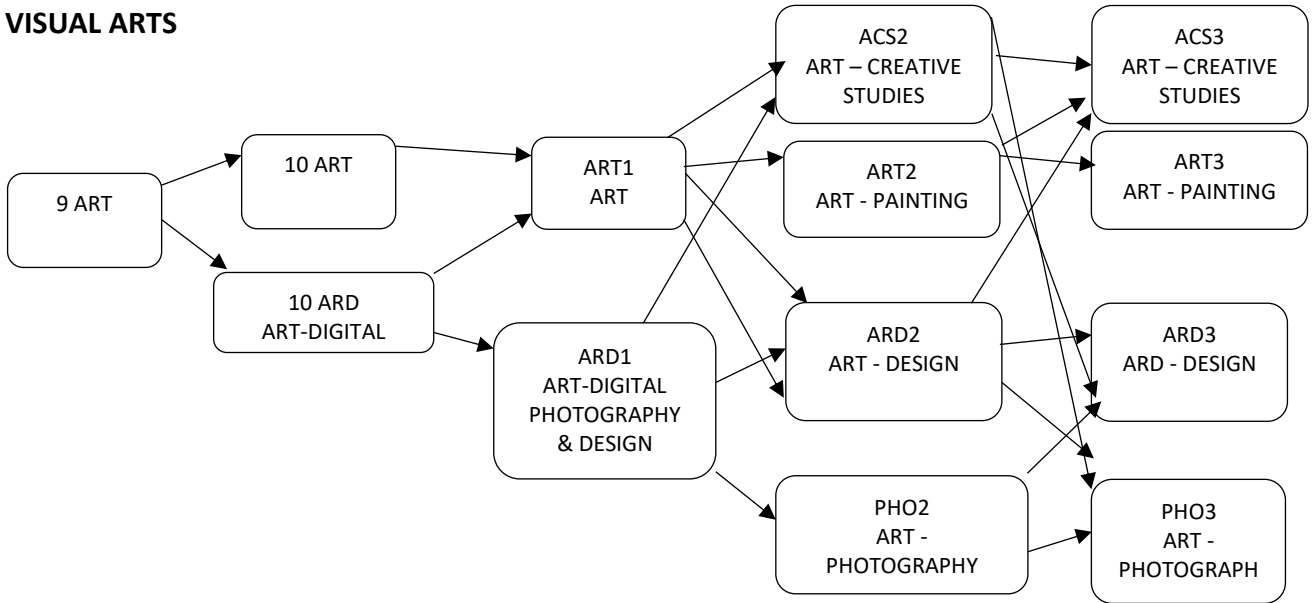 VISUAL ARTS
9 ART
10 ART
10 ARD
ART-DIGITAL
ART1
ART
ARD1
ART-DIGITAL
PHOTOGRAPHY
& DESIGN
ACS2
ART – CREATIVE
STUDIES
ART2
ART - PAINTING
ARD2
ART - DESIGN
PHO2
ART -
PHOTOGRAPHY
ACS3
ART – CREATIVE
STUDIES
ART3
ART - PAINTING
ARD3
ARD - DESIGN
PHO3
ART -
PHOTOGRAPH